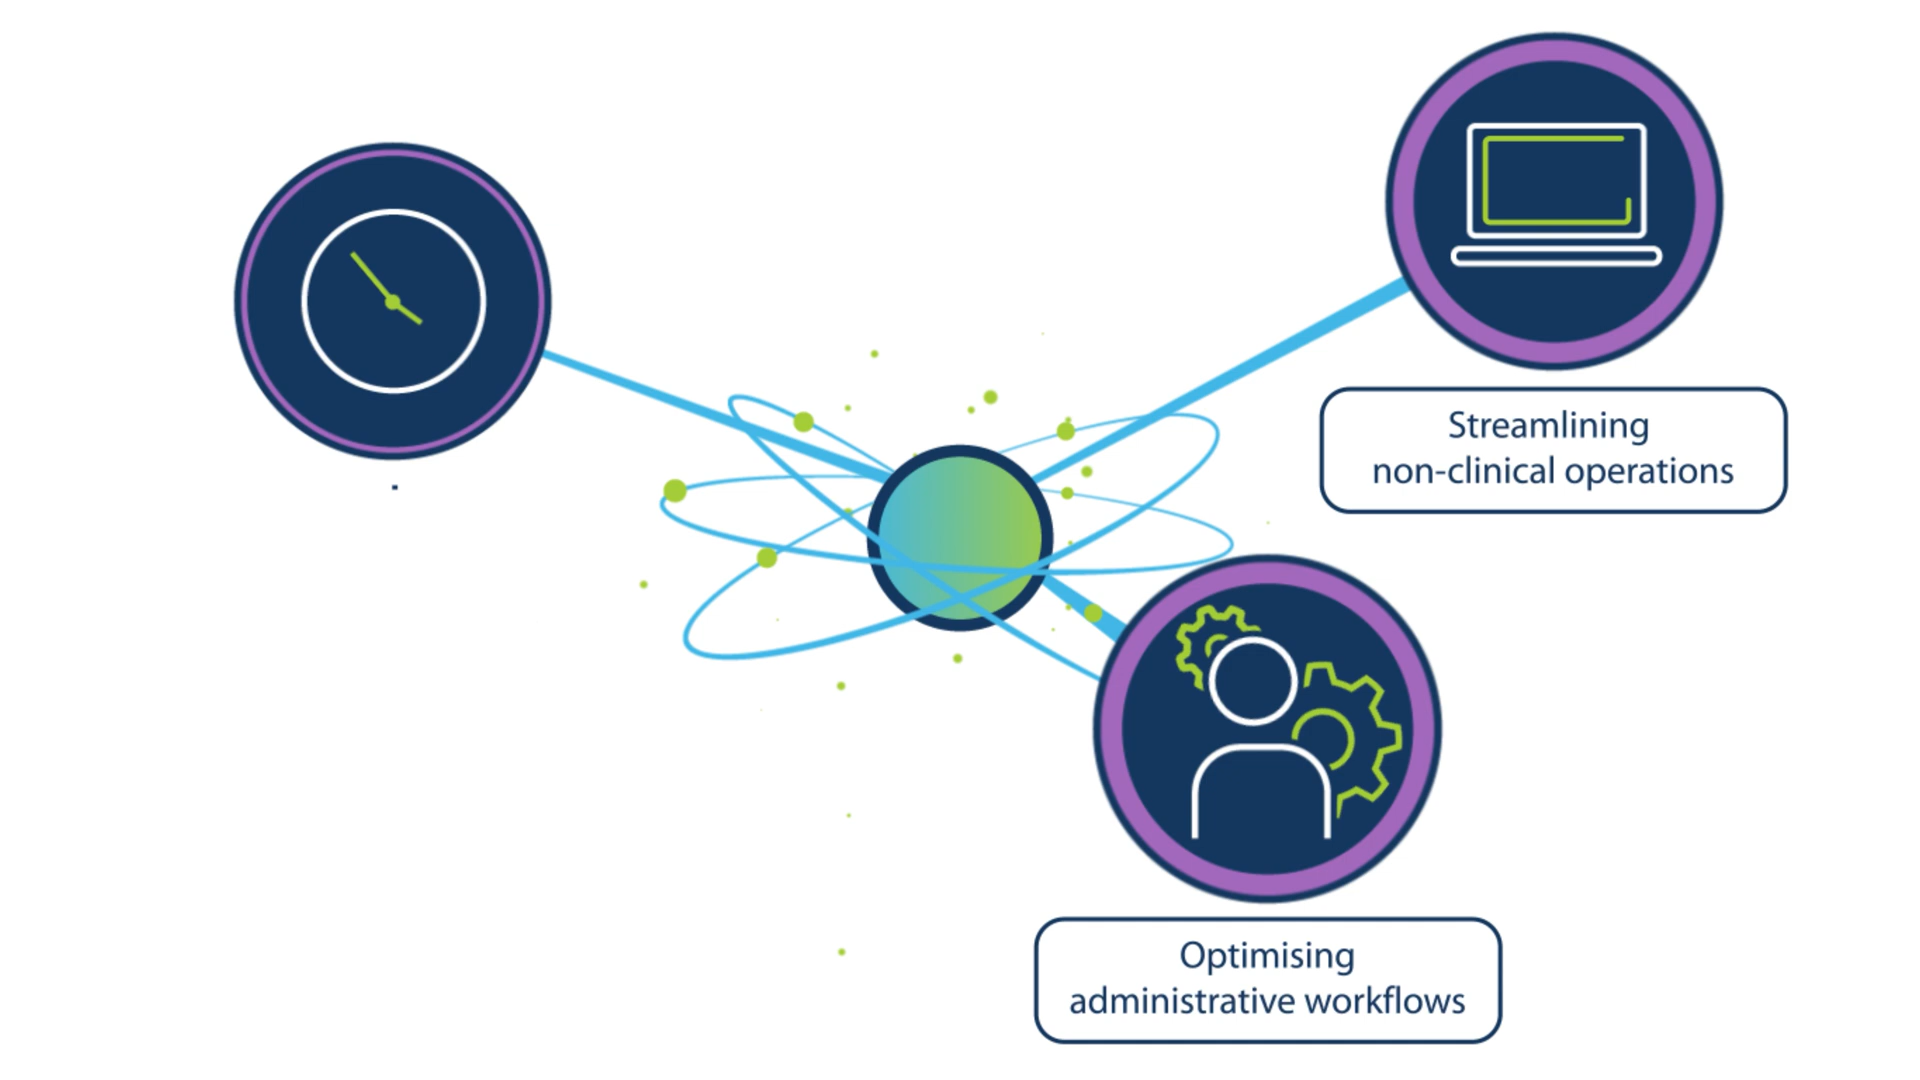 Streamlining
non-clinical operations
Optimising
administrative workflows